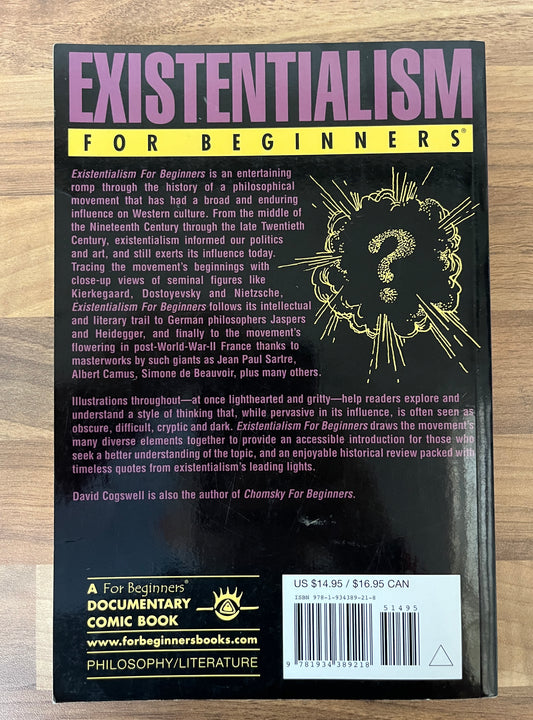 EXISTENTIALISM
FOR BEGINNERS®
Existentialism For Beginners is an entertaining
romp through the history of a philosophical
movement that has had a broad and enduring
influence on Western culture. From the middle of
the Nineteenth Century through the late Twentieth
Century, existentialism informed our politics
and art, and still exerts its influence today.
Tracing the movement's beginnings with
close-up views of seminal figures like
Kierkegaard, Dostoyevsky and Nietzsche,
Existentialism For Beginners follows its intellectual
and literary trail to German philosophers Jaspers
and Heidegger, and finally to the movement's
flowering in post-World-War-II France thanks to
masterworks by such giants as Jean Paul Sartre,
Albert Camus, Simone de Beauvoir, plus many others.
?
Illustrations throughout—at once lighthearted and gritty—help readers explore and
understand a style of thinking that, while pervasive in its influence, is often seen as
obscure, difficult, cryptic and dark. Existentialism For Beginners draws the movement's
many diverse elements together to provide an accessible introduction for those who
seek a better understanding of the topic, and an enjoyable historical review packed with
timeless quotes from existentialism's leading lights.
David Cogswell is also the author of Chomsky For Beginners.
A For Beginners®
DOCUMENTARY
COMIC BOOK
www.forbeginnersbooks.com
PHILOSOPHY/LITERATURE
US $14.95 / $16.95 CAN
ISBN 978-1-934389-21-8
51495
9 781934 389218